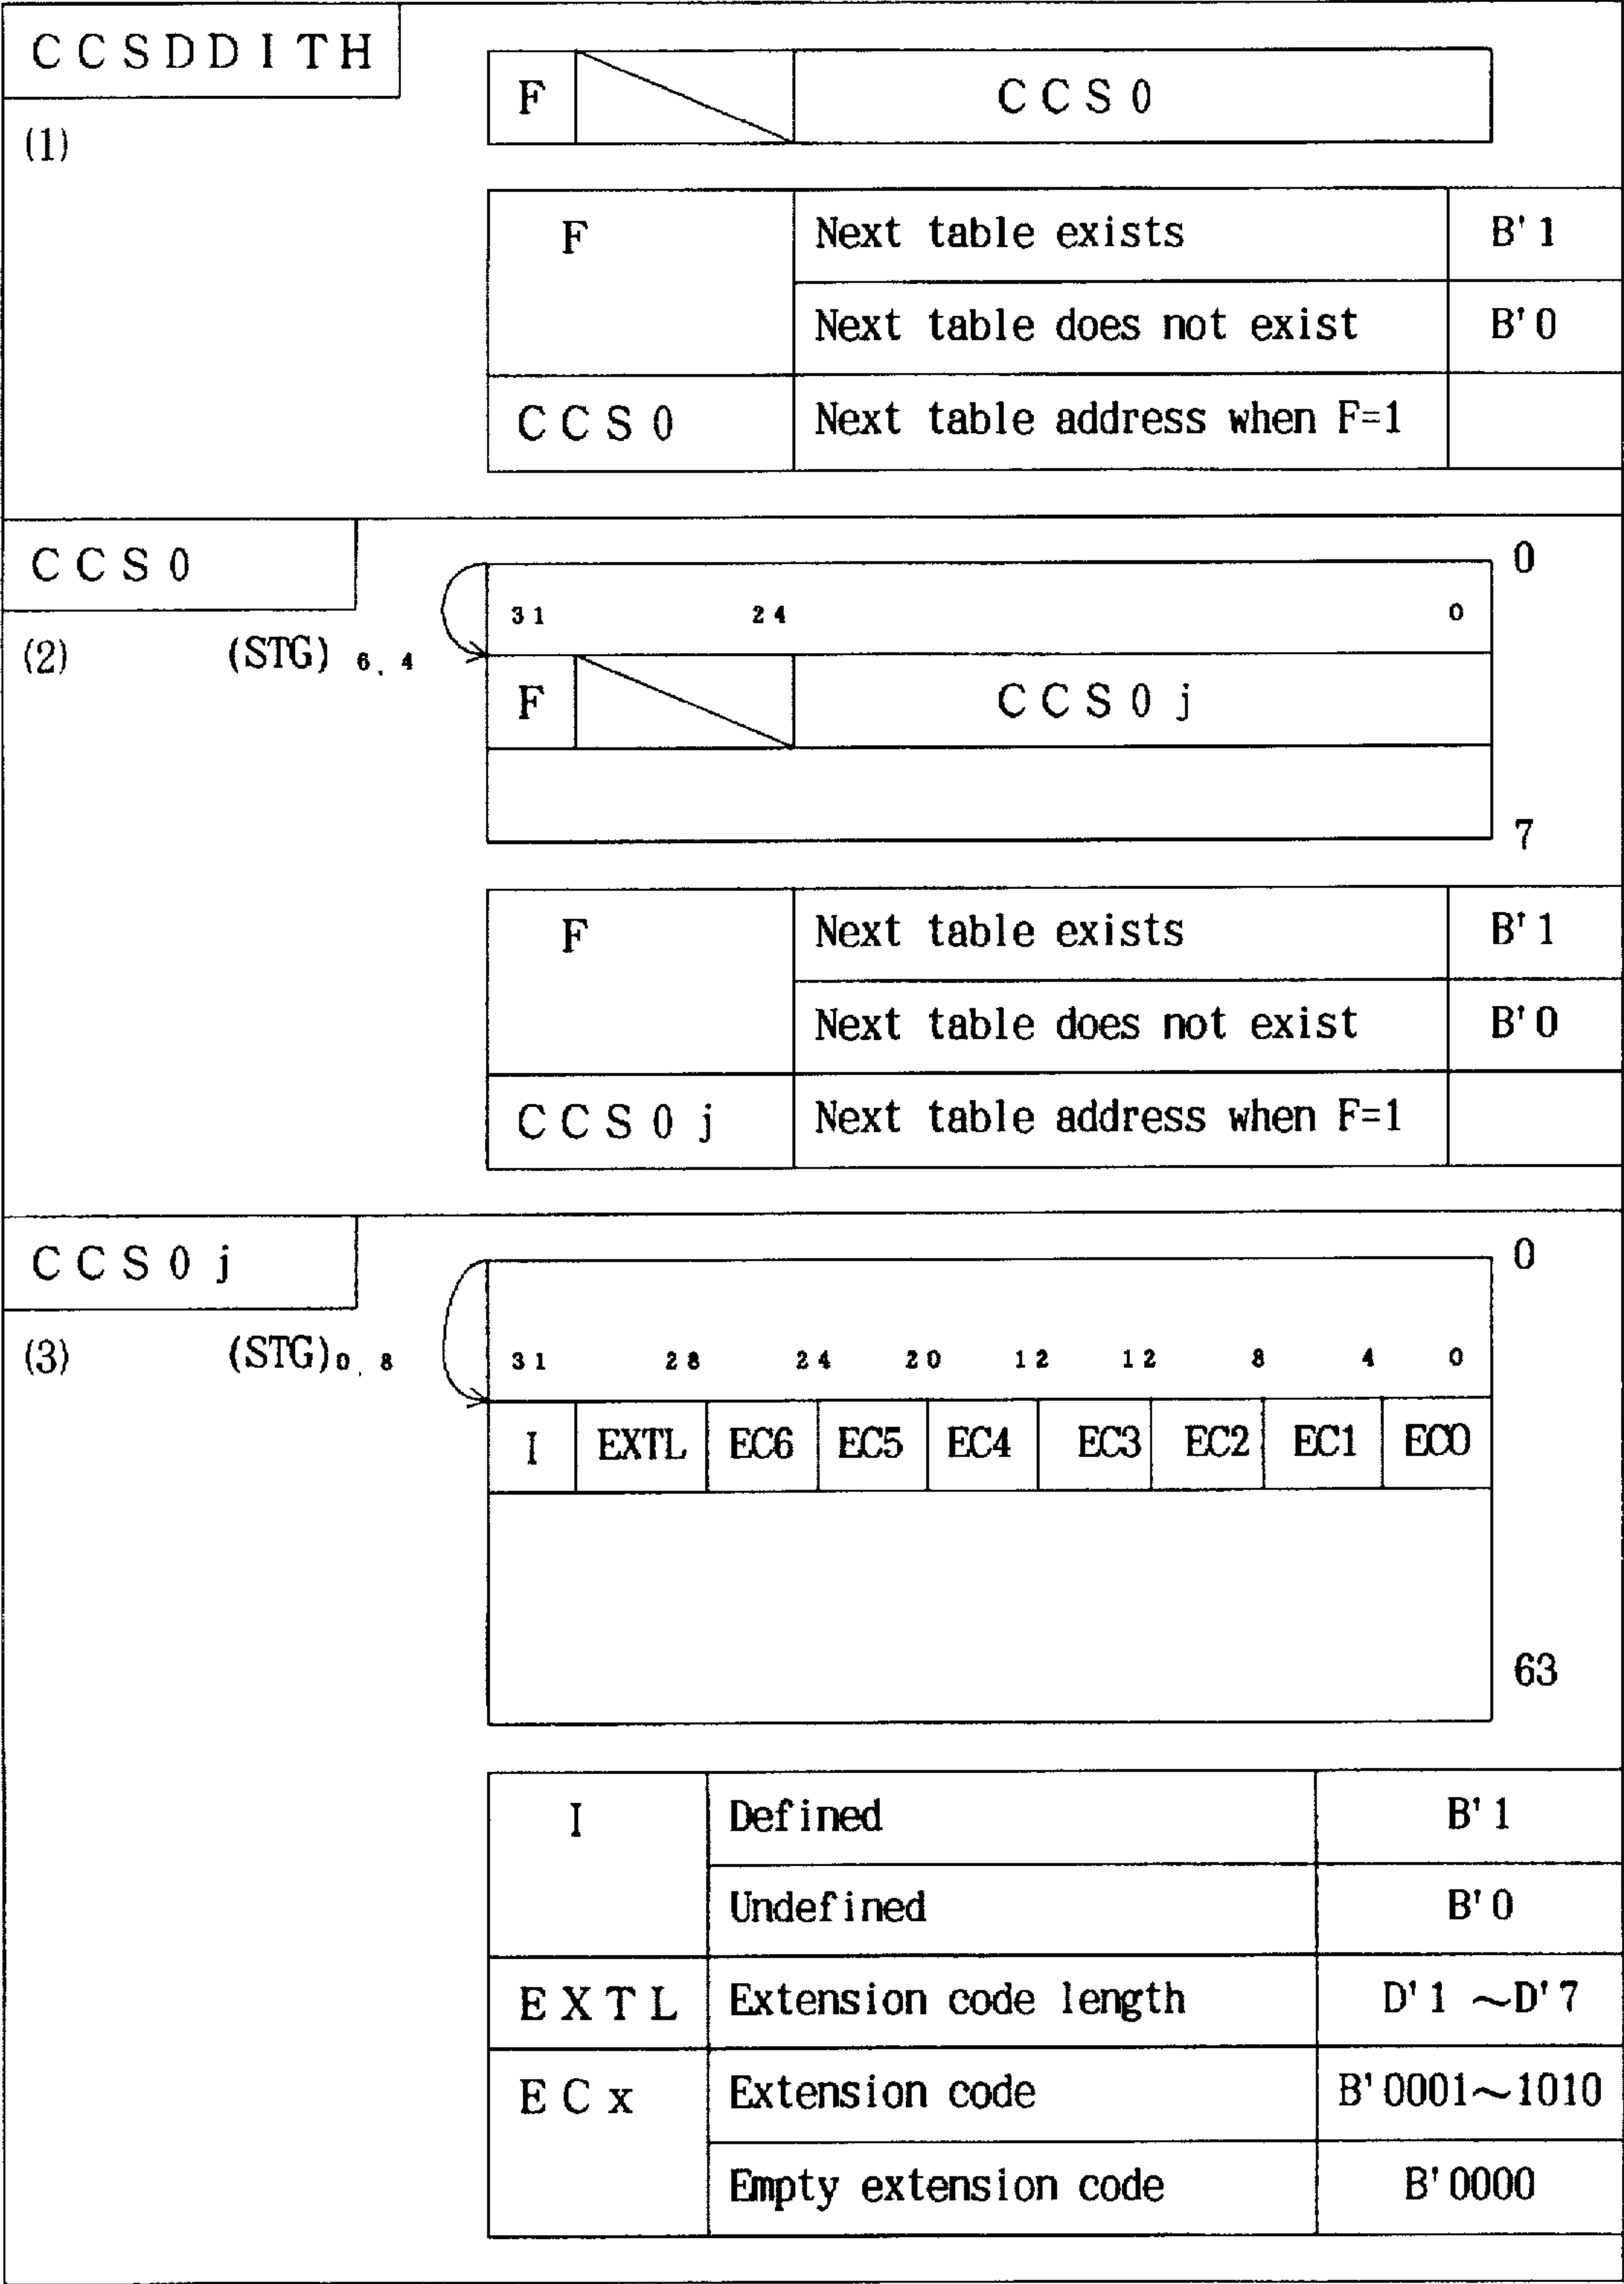 CCSDDITH
F CCS0
(1)
F Next table exists B'1
Next table does not exist B'0
CCS0 Next table address when F=1
CCS0 0
31 24 0
(2) (STG) 6, 4
F CCS0j
7
F Next table exists B'1
Next table does not exist B'0
CCS0j Next table address when F=1
CCS0j 0
(3) (STG)0, 8 31 28 24 20 12 12 8 4 0
I EXTL EC6 EC5 EC4 EC3 EC2 EC1 EC0
63
I Defined B'1
Undefined B'0
EXTL Extension code length D'1 ~D'7
ECx Extension code B'0001~1010
Empty extension code B'0000